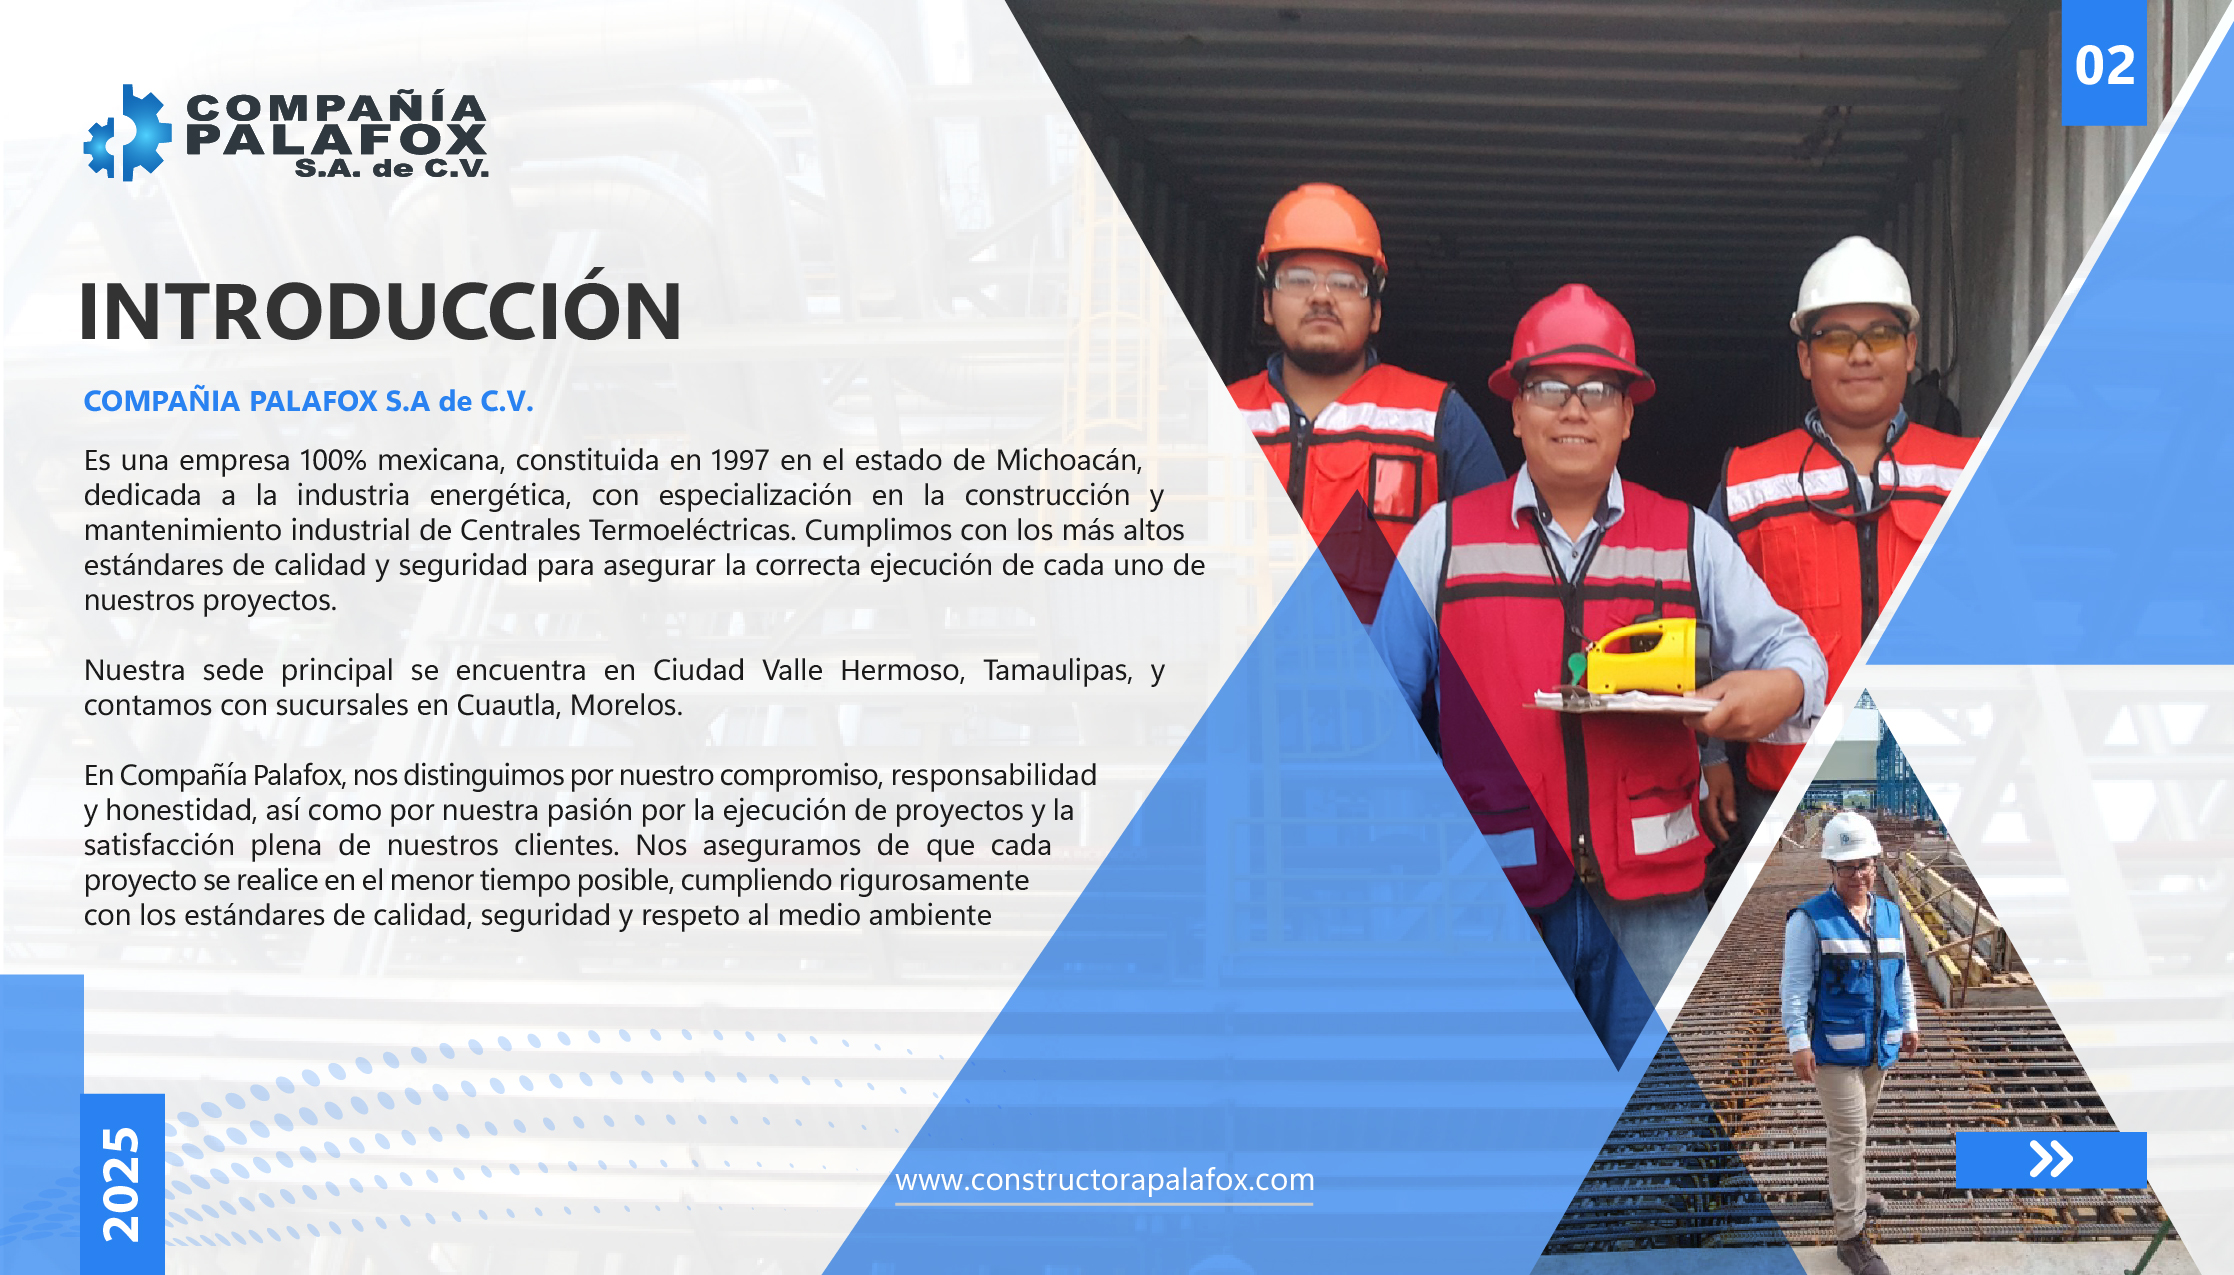 02
COMPAÑÍA
PALAFOX
S.A. de C.V.
INTRODUCCIÓN
COMPAÑIA PALAFOX S.A de C.V.
Es una empresa 100% mexicana, constituida en 1997 en el estado de Michoacán,
dedicada a la industria energética, con especialización en la construcción y
mantenimiento industrial de Centrales Termoeléctricas. Cumplimos con los más altos
estándares de calidad y seguridad para asegurar la correcta ejecución de cada uno de
nuestros proyectos.
Nuestra sede principal se encuentra en Ciudad Valle Hermoso, Tamaulipas, y
contamos con sucursales en Cuautla, Morelos.
En Compañía Palafox, nos distinguimos por nuestro compromiso, responsabilidad
y honestidad, así como por nuestra pasión por la ejecución de proyectos y la
satisfacción plena de nuestros clientes. Nos aseguramos de que cada
proyecto se realice en el menor tiempo posible, cumpliendo rigurosamente
con los estándares de calidad, seguridad y respeto al medio ambiente
2025
www.constructorapalafox.com